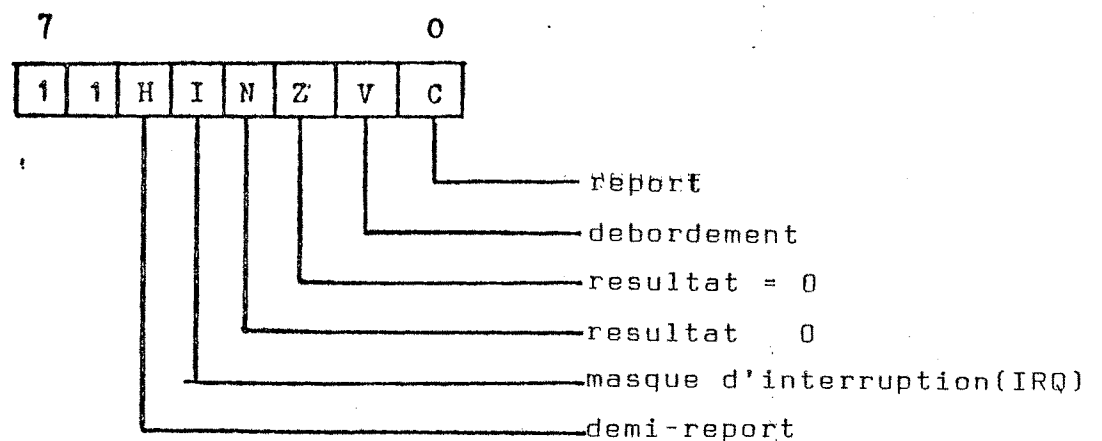 7 0
1 1 H I N Z V C
report
debordement
resultat = 0
resultat 0
masque d'interruption(IRQ)
demi-report